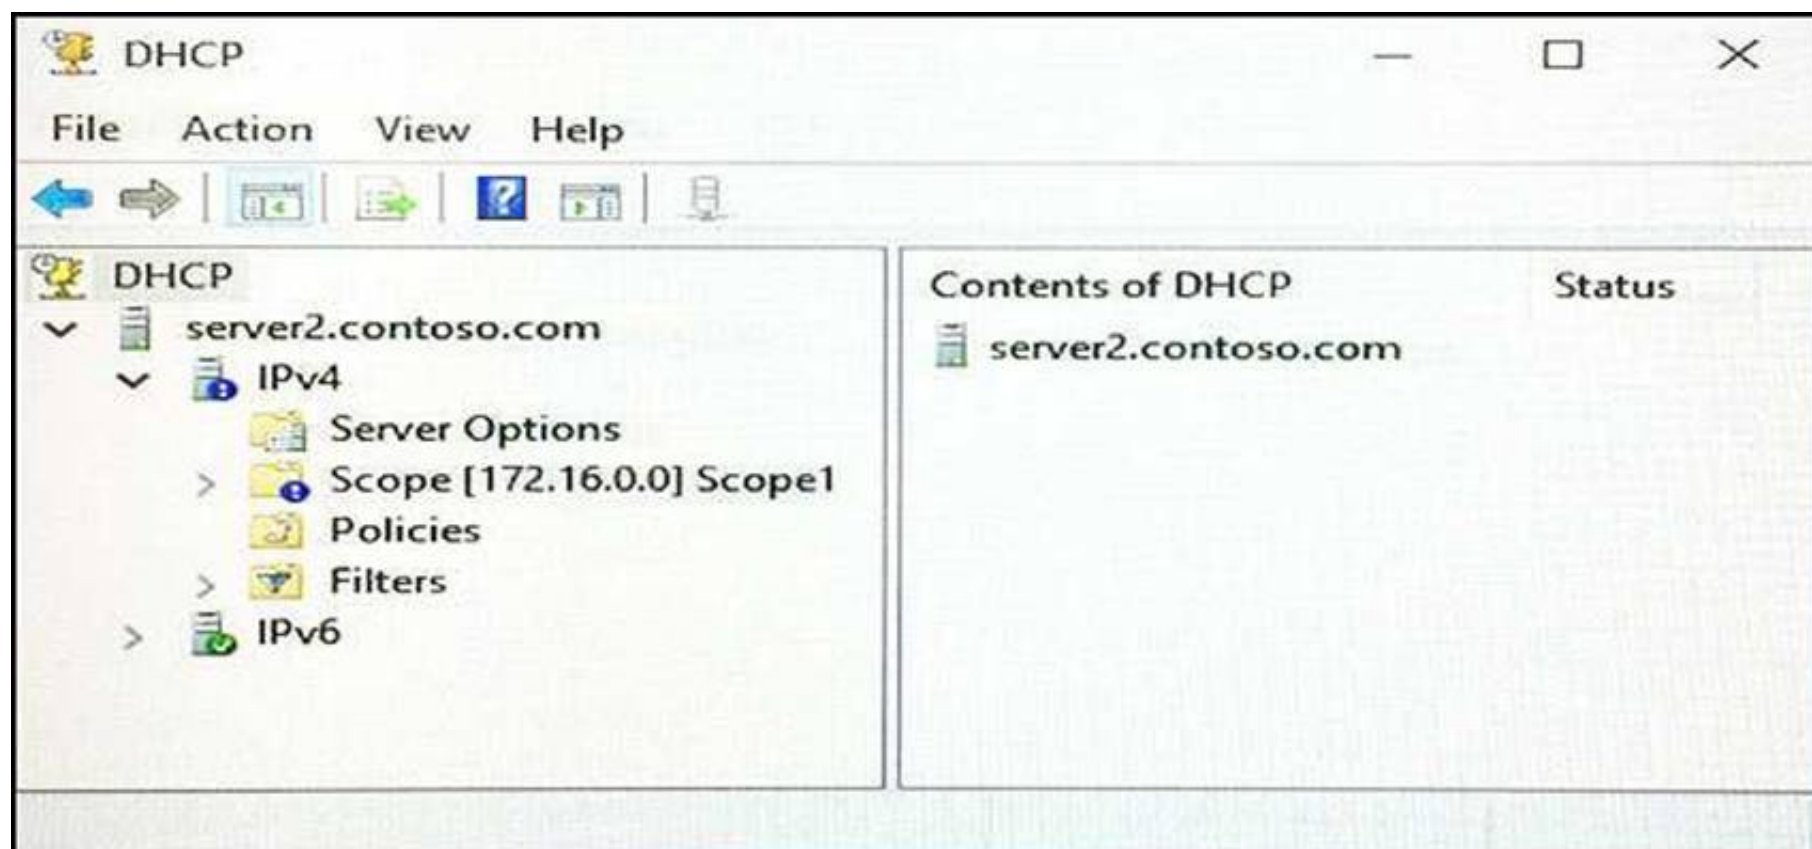 DHCP
File Action View Help
DHCP
server2.contoso.com
IPv4
Server Options
Scope [172.16.0.0] Scope1
Policies
Filters
IPv6
Contents of DHCP Status
server2.contoso.com